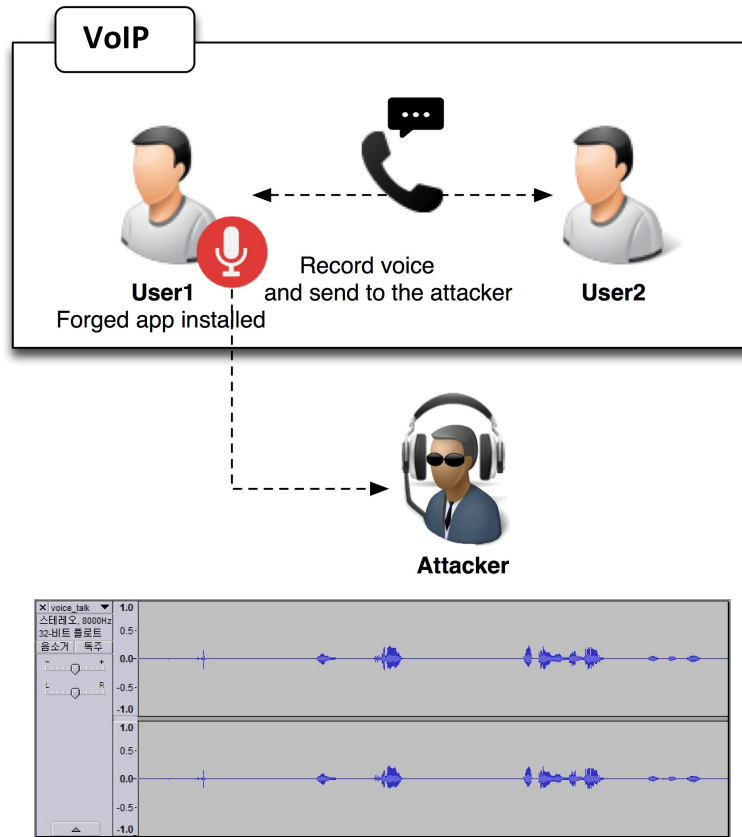 VoIP
Record voice
and send to the attacker
User1
Forged app installed
User2
Attacker
voice_talk
스테레오, 8000Hz
32-비트 플로트
음소거 독주
- +
L R
1.0
0.5-
0.0-
-0.5-
-1.0
1.0
0.5-
0.0-
-0.5-
-1.0